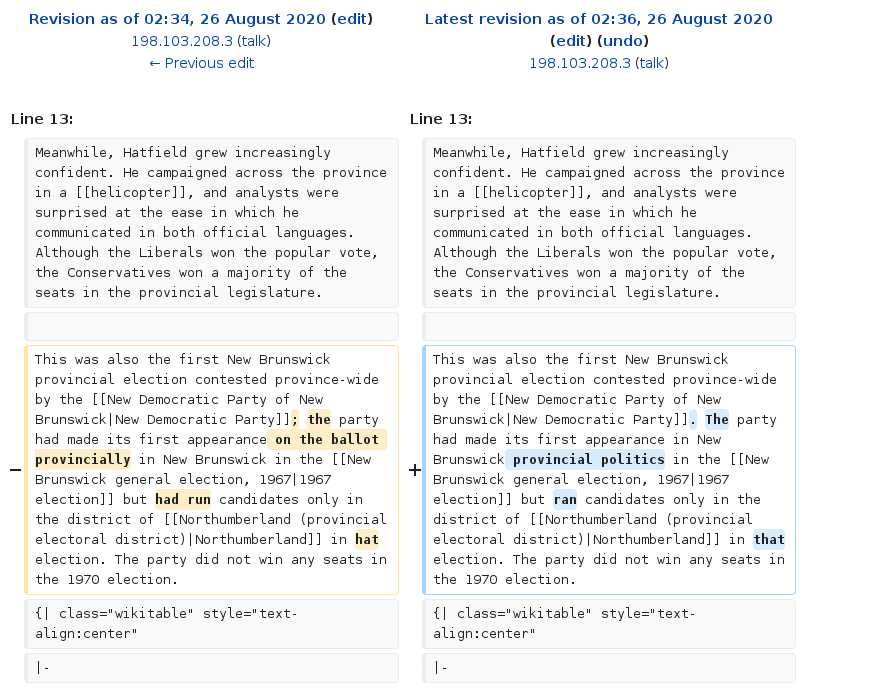 Revision as of 02:34, 26 August 2020 (edit)
198.103.208.3 (talk)
← Previous edit
Latest revision as of 02:36, 26 August 2020
(edit) (undo)
198.103.208.3 (talk)
Line 13:
Line 13:
Meanwhile, Hatfield grew increasingly
confident. He campaigned across the province
in a [[helicopter]], and analysts were
surprised at the ease in which he
communicated in both official languages.
Although the Liberals won the popular vote,
the Conservatives won a majority of the
seats in the provincial legislature.
Meanwhile, Hatfield grew increasingly
confident. He campaigned across the province
in a [[helicopter]], and analysts were
surprised at the ease in which he
communicated in both official languages.
Although the Liberals won the popular vote,
the Conservatives won a majority of the
seats in the provincial legislature.
−
This was also the first New Brunswick
provincial election contested province-wide
by the [[New Democratic Party of New
Brunswick|New Democratic Party]]; the party
had made its first appearance on the ballot
provincially in New Brunswick in the [[New
Brunswick general election, 1967|1967
election]] but had run candidates only in
the district of [[Northumberland (provincial
electoral district)|Northumberland]] in hat
election. The party did not win any seats in
the 1970 election.
+
This was also the first New Brunswick
provincial election contested province-wide
by the [[New Democratic Party of New
Brunswick|New Democratic Party]]. The party
had made its first appearance in New
Brunswick provincial politics in the [[New
Brunswick general election, 1967|1967
election]] but ran candidates only in the
district of [[Northumberland (provincial
electoral district)|Northumberland]] in that
election. The party did not win any seats in
the 1970 election.
{| class="wikitable" style="text-
align:center"
{| class="wikitable" style="text-
align:center"
|-
|-